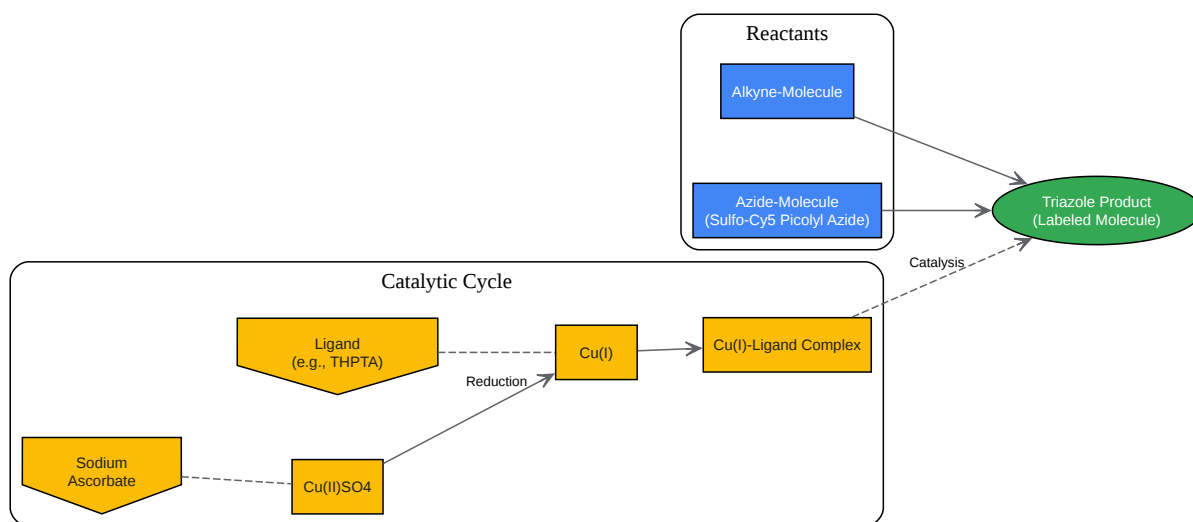 Reactants
Alkyne-Molecule
Azide-Molecule
(Sulfo-Cy5 Picolyl Azide)
Triazole Product
(Labeled Molecule)
Catalysis
Catalytic Cycle
Ligand
(e.g., THPTA)
Cu(I)
Cu(I)-Ligand Complex
Reduction
Sodium
Ascorbate
Cu(II)SO4